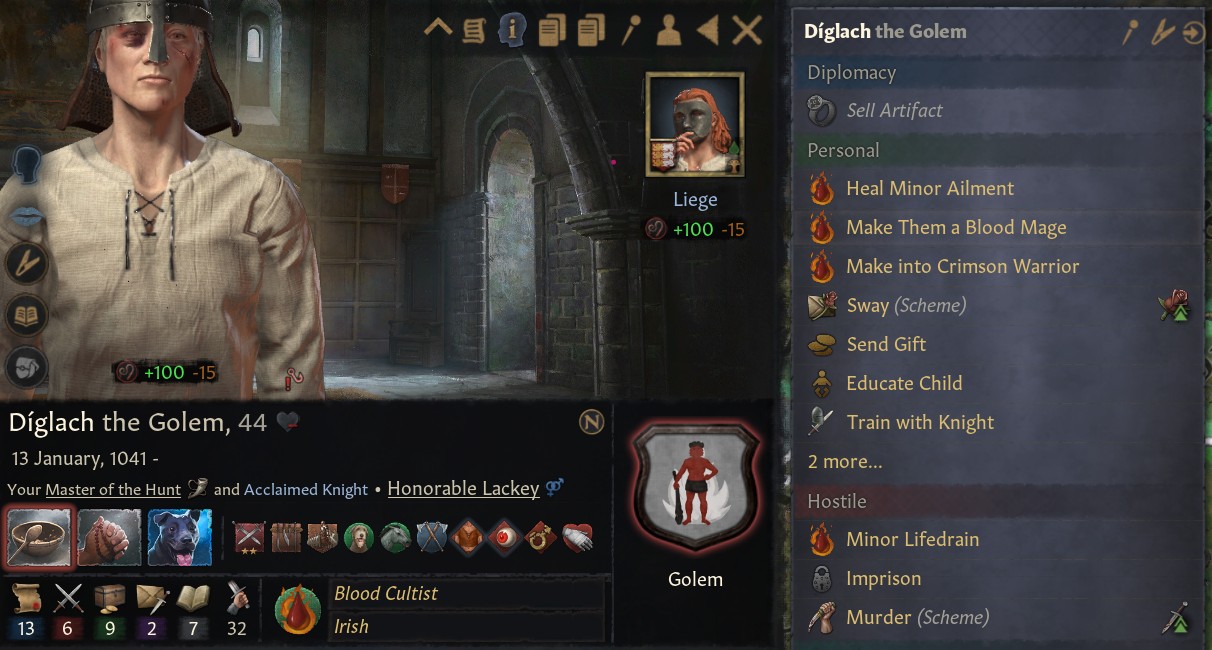 Liege
+100 -15
+100 -15
Díglach the Golem, 44
N
13 January, 1041 -
Your Master of the Hunt and Acclaimed Knight • Honorable Lackey
13 6 9 2 7 32
Blood Cultist
Irish
Golem
Díglach the Golem
Diplomacy
Sell Artifact
Personal
Heal Minor Ailment
Make Them a Blood Mage
Make into Crimson Warrior
Sway (Scheme)
Send Gift
Educate Child
Train with Knight
2 more...
Hostile
Minor Lifedrain
Imprison
Murder (Scheme)